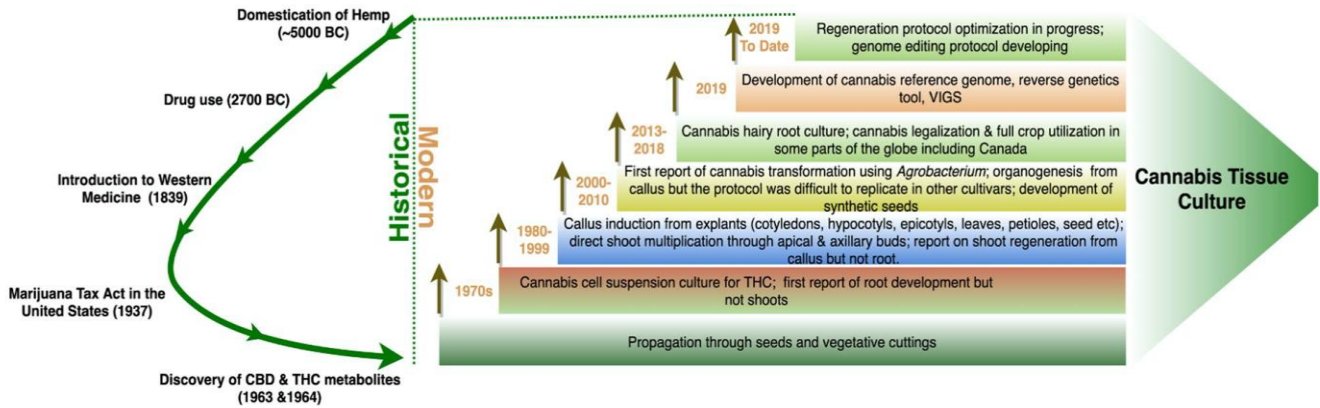 Domestication of Hemp
(~5000 BC)
Drug use (2700 BC)
Introduction to Western
Medicine (1839)
Marijuana Tax Act in the
United States (1937)
Discovery of CBD & THC metabolites
(1963 &1964)
Historical
Modern
2019
To Date
Regeneration protocol optimization in progress;
genome editing protocol developing
2019
Development of cannabis reference genome, reverse genetics
tool, VIGS
2013-
2018
Cannabis hairy root culture; cannabis legalization & full crop utilization in
some parts of the globe including Canada
2000-
2010
First report of cannabis transformation using Agrobacterium; organogenesis from
callus but the protocol was difficult to replicate in other cultivars; development of
synthetic seeds
1980-
1999
Callus induction from explants (cotyledons, hypocotyls, epicotyls, leaves, petioles, seed etc);
direct shoot multiplication through apical & axillary buds; report on shoot regeneration from
callus but not root.
1970s
Cannabis cell suspension culture for THC; first report of root development but
not shoots
Propagation through seeds and vegetative cuttings
Cannabis Tissue
Culture